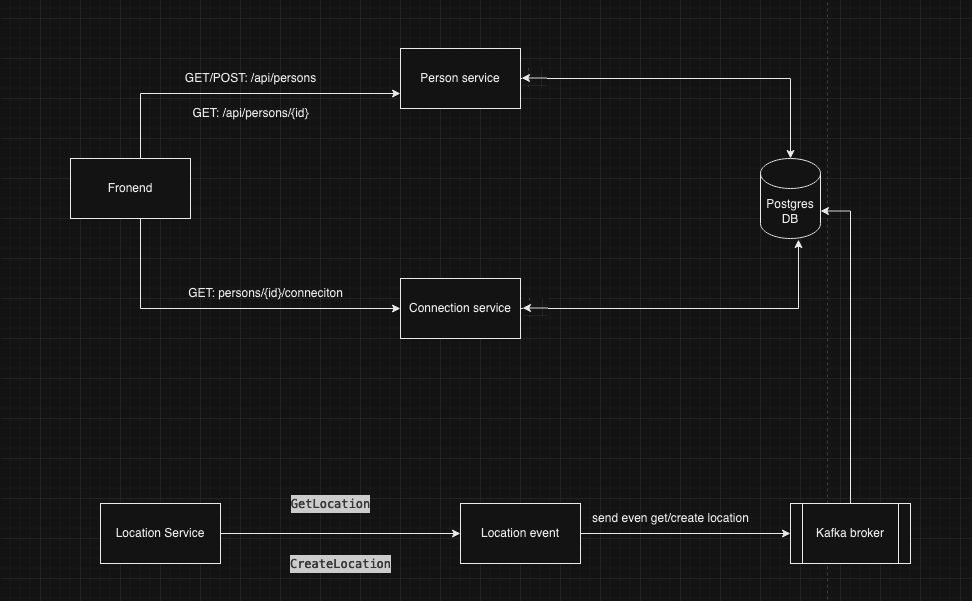 Person service
GET/POST: /api/persons
GET: /api/persons/{id}
Fronend
Postgres
DB
GET: persons/{id}/conneciton
Connection service
GetLocation
Location Service
Location event
send even get/create location
Kafka broker
CreateLocation